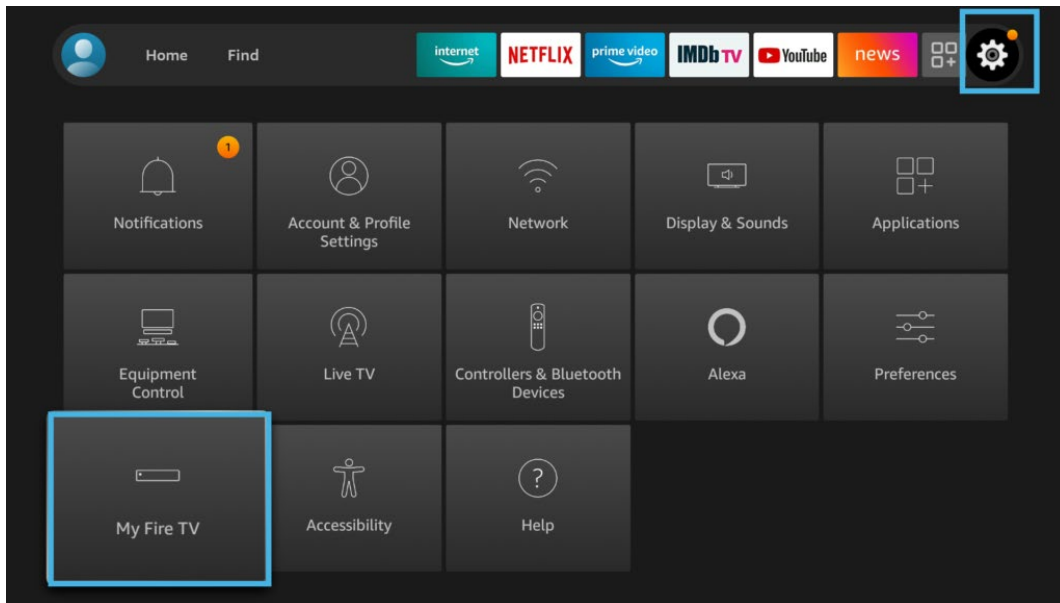 Home Find internet NETFLIX prime video IMDb TV YouTube news
1
Notifications
Account & Profile
Settings
Network
Display & Sounds
Applications
Equipment
Control
Live TV
Controllers & Bluetooth
Devices
Alexa
Preferences
My Fire TV
Accessibility
?
Help